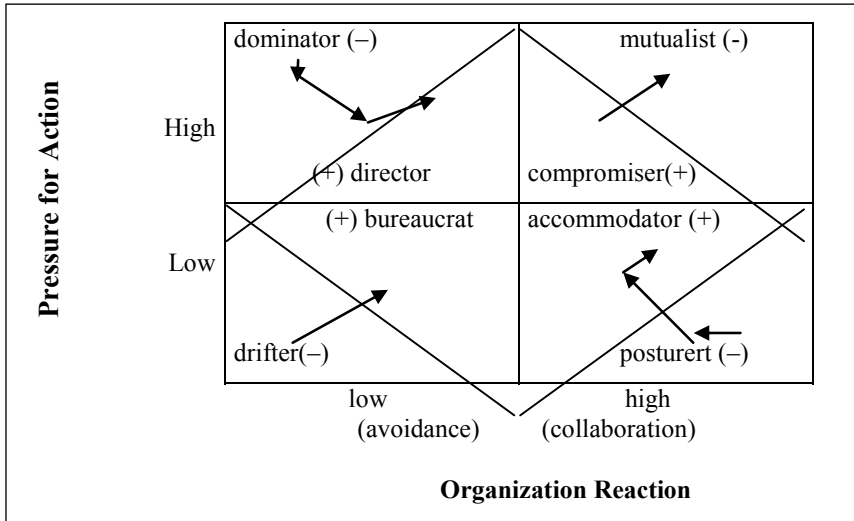 dominator (–) mutualist (-)
Pressure for Action
High
(+) director compromiser(+)
(+) bureaucrat accommodator (+)
Low
drifter(–) posturert (–)
low high
(avoidance) (collaboration)
Organization Reaction